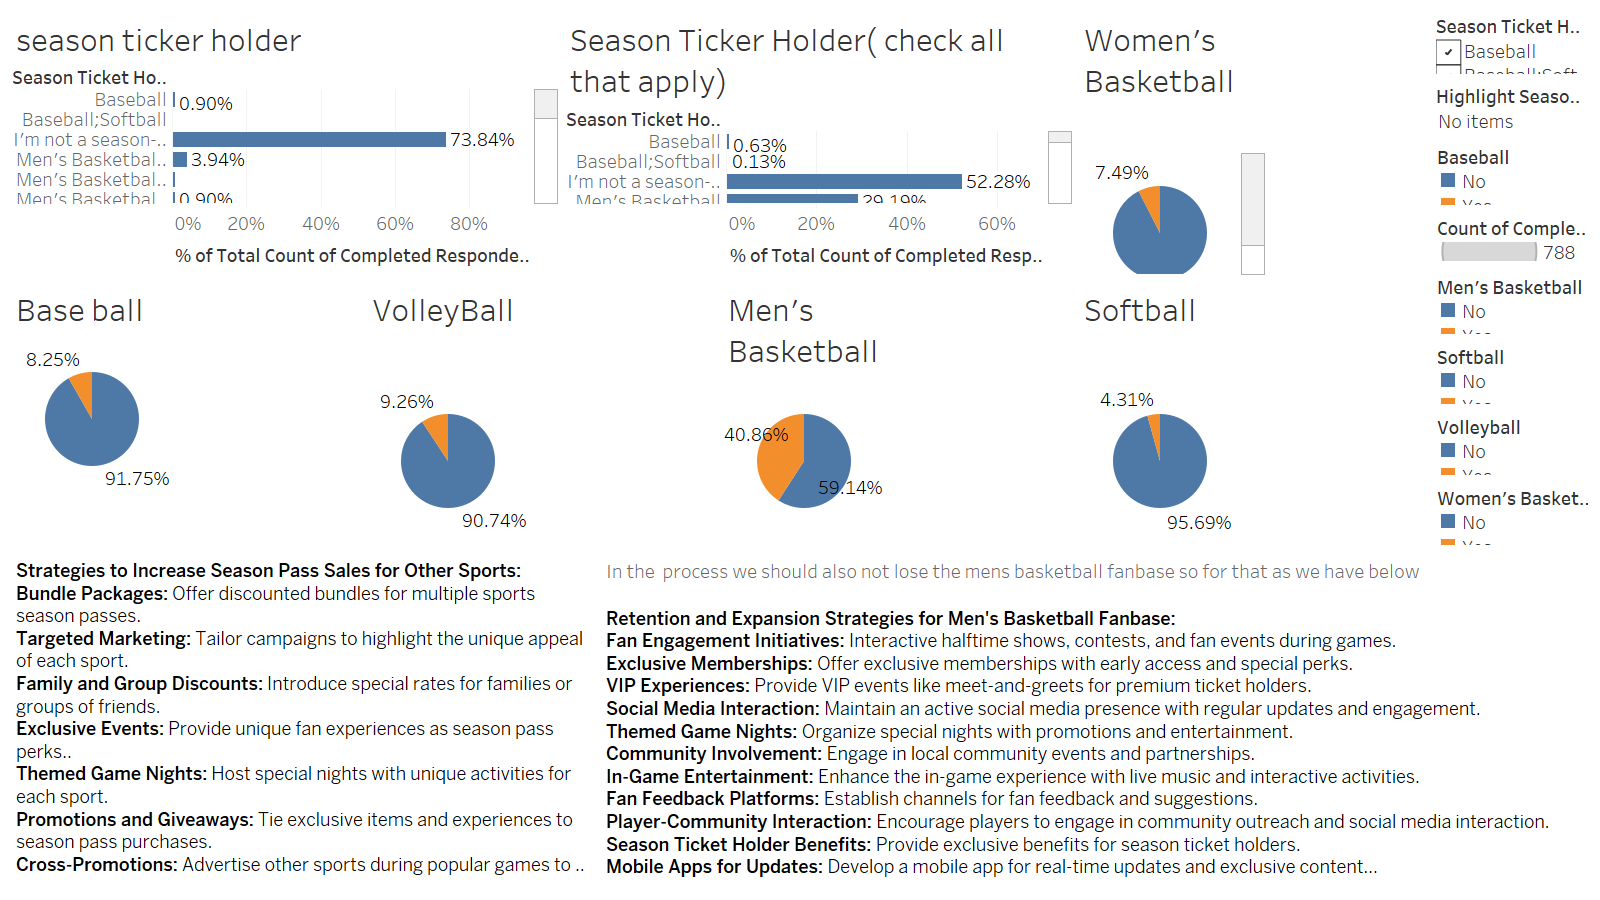 season ticker holder
Season Ticket Ho..
Baseball
0.90%
Baseball;Softball
I'm not a season-..
73.84%
Men's Basketbal..
3.94%
Men's Basketbal..
Men's Basketbal
0.90%
0% 20% 40% 60% 80%
% of Total Count of Completed Responde..
Season Ticker Holder( check all
that apply)
Season Ticket Ho..
Baseball
0.63%
Baseball;Softball
0.13%
I'm not a season-..
52.28%
Men's Basketball
29.19%
0% 20% 40% 60%
% of Total Count of Completed Resp..
Women's
Basketball
7.49%
Season Ticket H..
Baseball
Baseball;Soft
Highlight Seaso..
No items
Baseball
No
Yes
Count of Comple..
788
Men's Basketball
No
Yes
Softball
No
Yes
Volleyball
No
Yes
Women's Basket..
No
Yes
Base ball
8.25%
91.75%
VolleyBall
9.26%
90.74%
Men's
Basketball
40.86%
59.14%
Softball
4.31%
95.69%
Strategies to Increase Season Pass Sales for Other Sports:
Bundle Packages: Offer discounted bundles for multiple sports
season passes.
Targeted Marketing: Tailor campaigns to highlight the unique appeal
of each sport.
Family and Group Discounts: Introduce special rates for families or
groups of friends.
Exclusive Events: Provide unique fan experiences as season pass
perks..
Themed Game Nights: Host special nights with unique activities for
each sport.
Promotions and Giveaways: Tie exclusive items and experiences to
season pass purchases.
Cross-Promotions: Advertise other sports during popular games to ..
In the  process we should also not lose the mens basketball fanbase so for that as we have below
Retention and Expansion Strategies for Men's Basketball Fanbase:
Fan Engagement Initiatives: Interactive halftime shows, contests, and fan events during games.
Exclusive Memberships: Offer exclusive memberships with early access and special perks.
VIP Experiences: Provide VIP events like meet-and-greets for premium ticket holders.
Social Media Interaction: Maintain an active social media presence with regular updates and engagement.
Themed Game Nights: Organize special nights with promotions and entertainment.
Community Involvement: Engage in local community events and partnerships.
In-Game Entertainment: Enhance the in-game experience with live music and interactive activities.
Fan Feedback Platforms: Establish channels for fan feedback and suggestions.
Player-Community Interaction: Encourage players to engage in community outreach and social media interaction.
Season Ticket Holder Benefits: Provide exclusive benefits for season ticket holders.
Mobile Apps for Updates: Develop a mobile app for real-time updates and exclusive content...